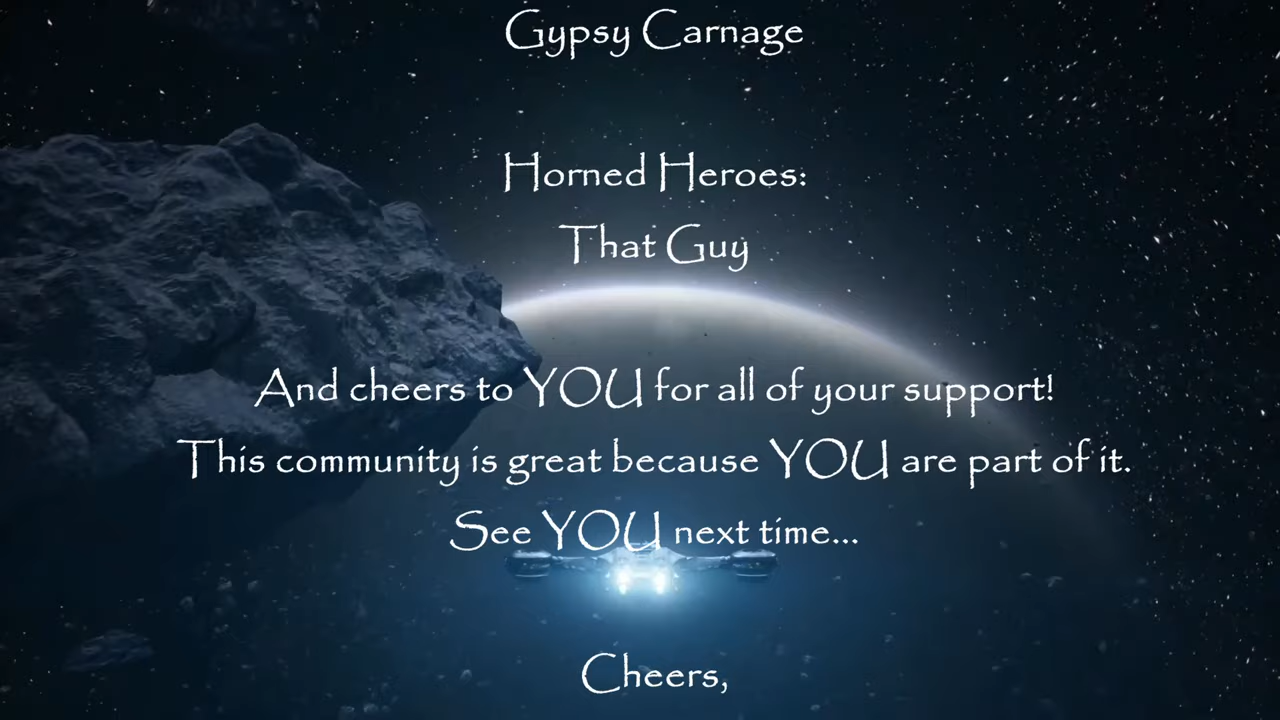 Gypsy Carnage
Horned Heroes:
That Guy
And cheers to YOU for all of your support!
This community is great because YOU are part of it.
See YOU next time...
Cheers,